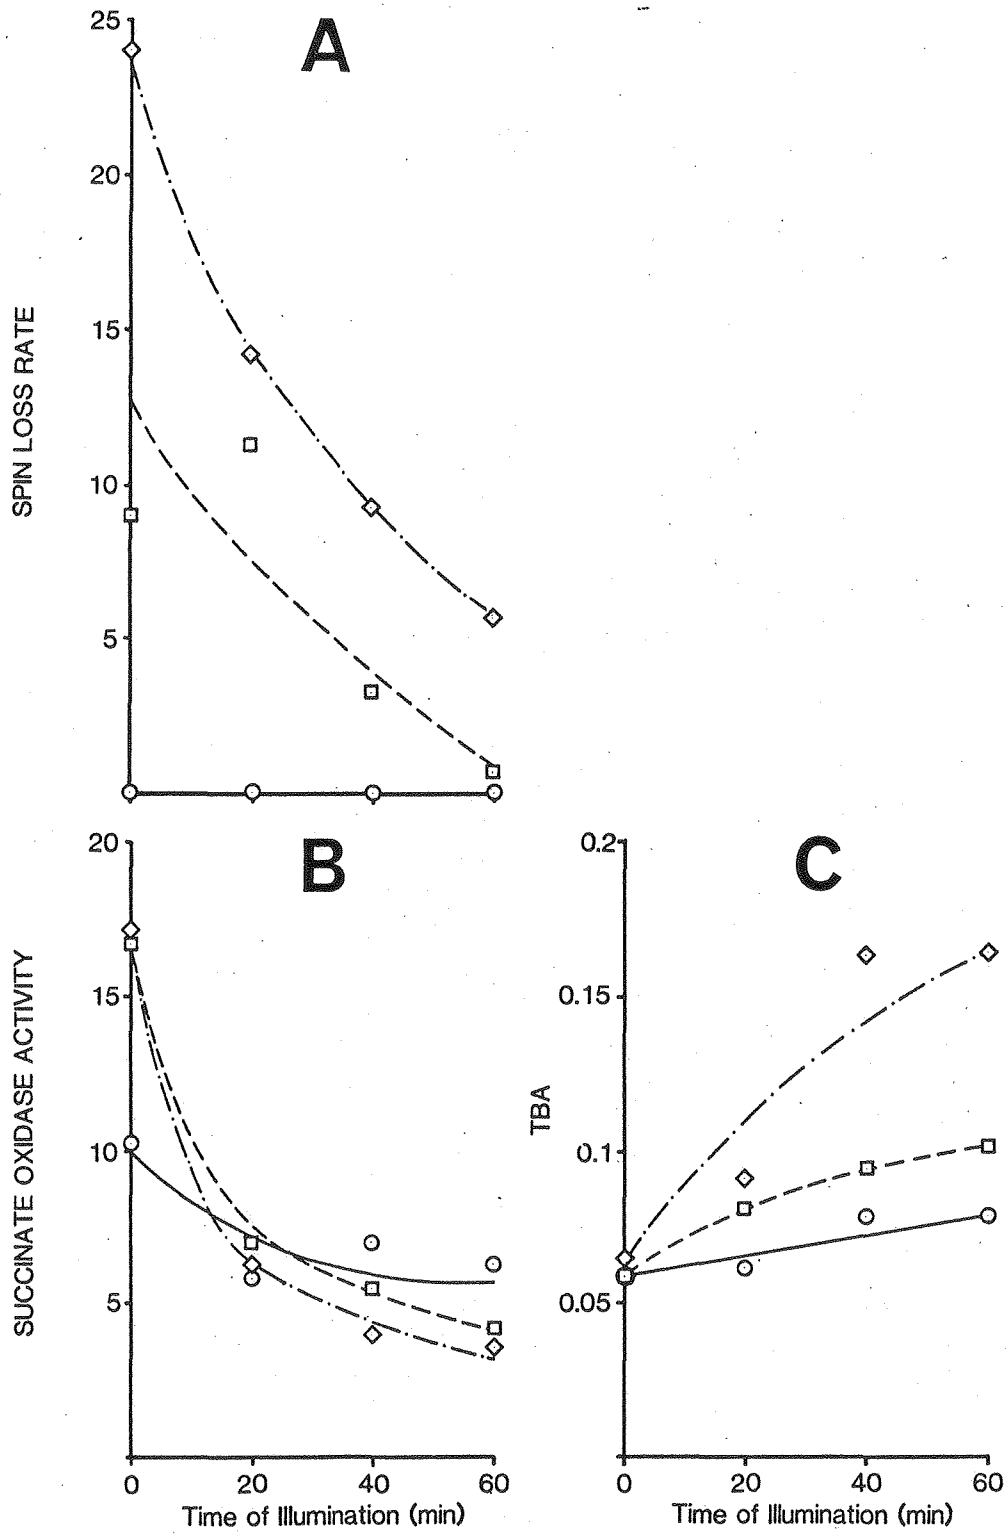 A
25
20
15
10
5
SPIN LOSS RATE
B
20
15
10
5
SUCCINATE OXIDASE ACTIVITY
0 20 40 60
Time of Illumination (min)
C
0.2
0.15
0.1
0.05
TBA
0 20 40 60
Time of Illumination (min)